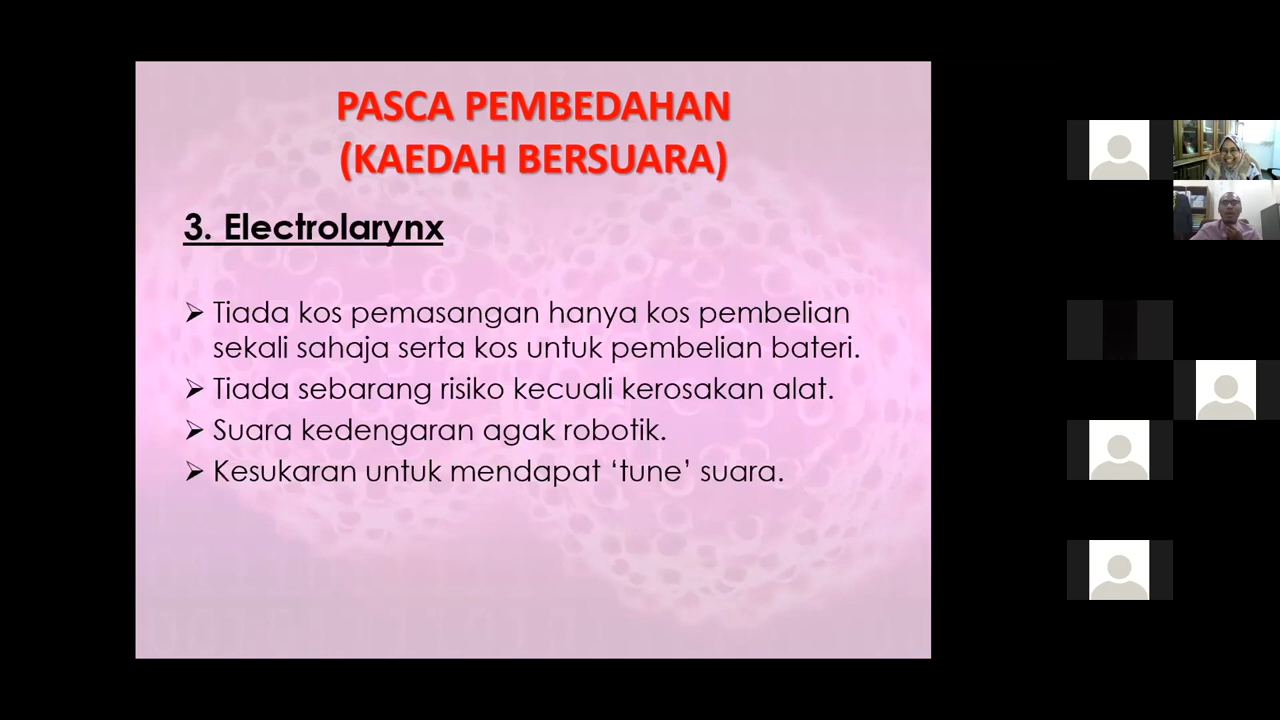 PASCA PEMBEDAHAN
(KAEDAH BERSUARA)
3. Electrolarynx
➢ Tiada kos pemasangan hanya kos pembelian
sekali sahaja serta kos untuk pembelian bateri.
➢ Tiada sebarang risiko kecuali kerosakan alat.
➢ Suara kedengaran agak robotik.
➢ Kesukaran untuk mendapat ‘tune’ suara.